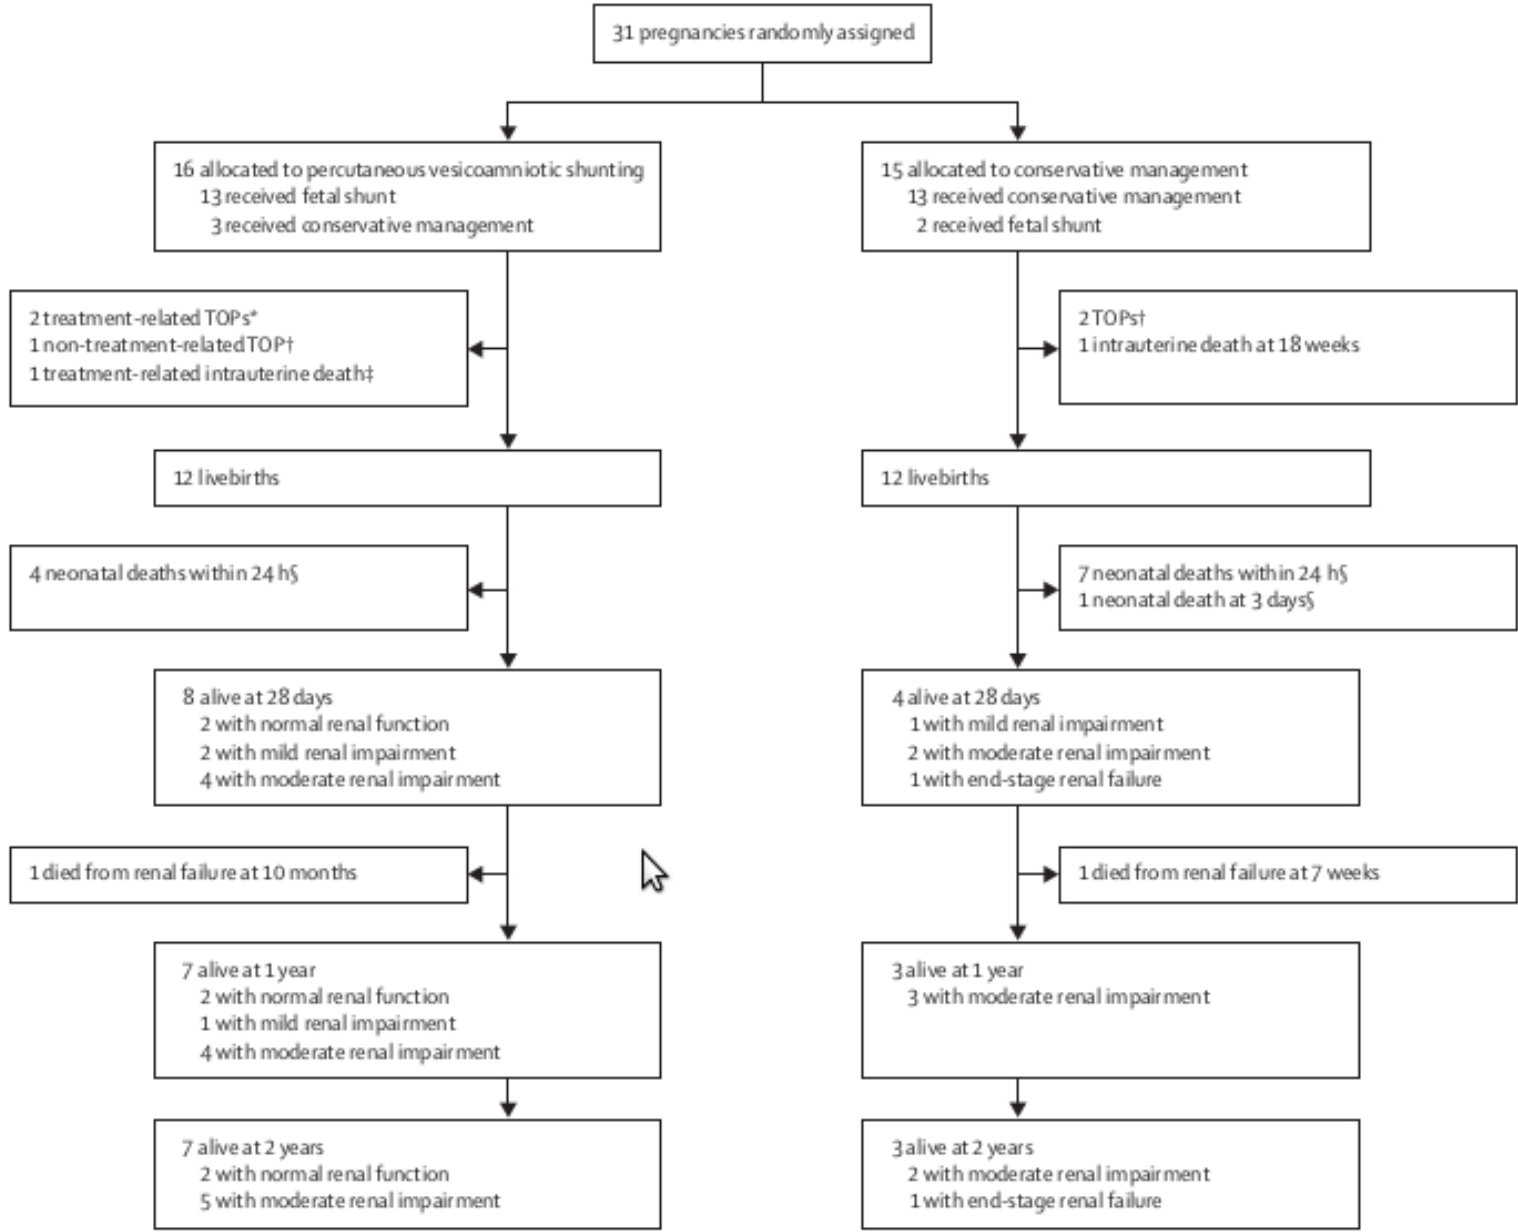 31 pregnancies randomly assigned
16 allocated to percutaneous vesicoamniotic shunting
13 received fetal shunt
3 received conservative management
15 allocated to conservative management
13 received conservative management
2 received fetal shunt
2 treatment-related TOPs*
1 non-treatment-related TOP†
1 treatment-related intrauterine death‡
2 TOPs†
1 intrauterine death at 18 weeks
12 livebirths
12 livebirths
4 neonatal deaths within 24 h§
7 neonatal deaths within 24 h§
1 neonatal death at 3 days§
8 alive at 28 days
2 with normal renal function
2 with mild renal impairment
4 with moderate renal impairment
4 alive at 28 days
1 with mild renal impairment
2 with moderate renal impairment
1 with end-stage renal failure
1 died from renal failure at 10 months
1 died from renal failure at 7 weeks
7 alive at 1 year
2 with normal renal function
1 with mild renal impairment
4 with moderate renal impairment
3 alive at 1 year
3 with moderate renal impairment
7 alive at 2 years
2 with normal renal function
5 with moderate renal impairment
3 alive at 2 years
2 with moderate renal impairment
1 with end-stage renal failure